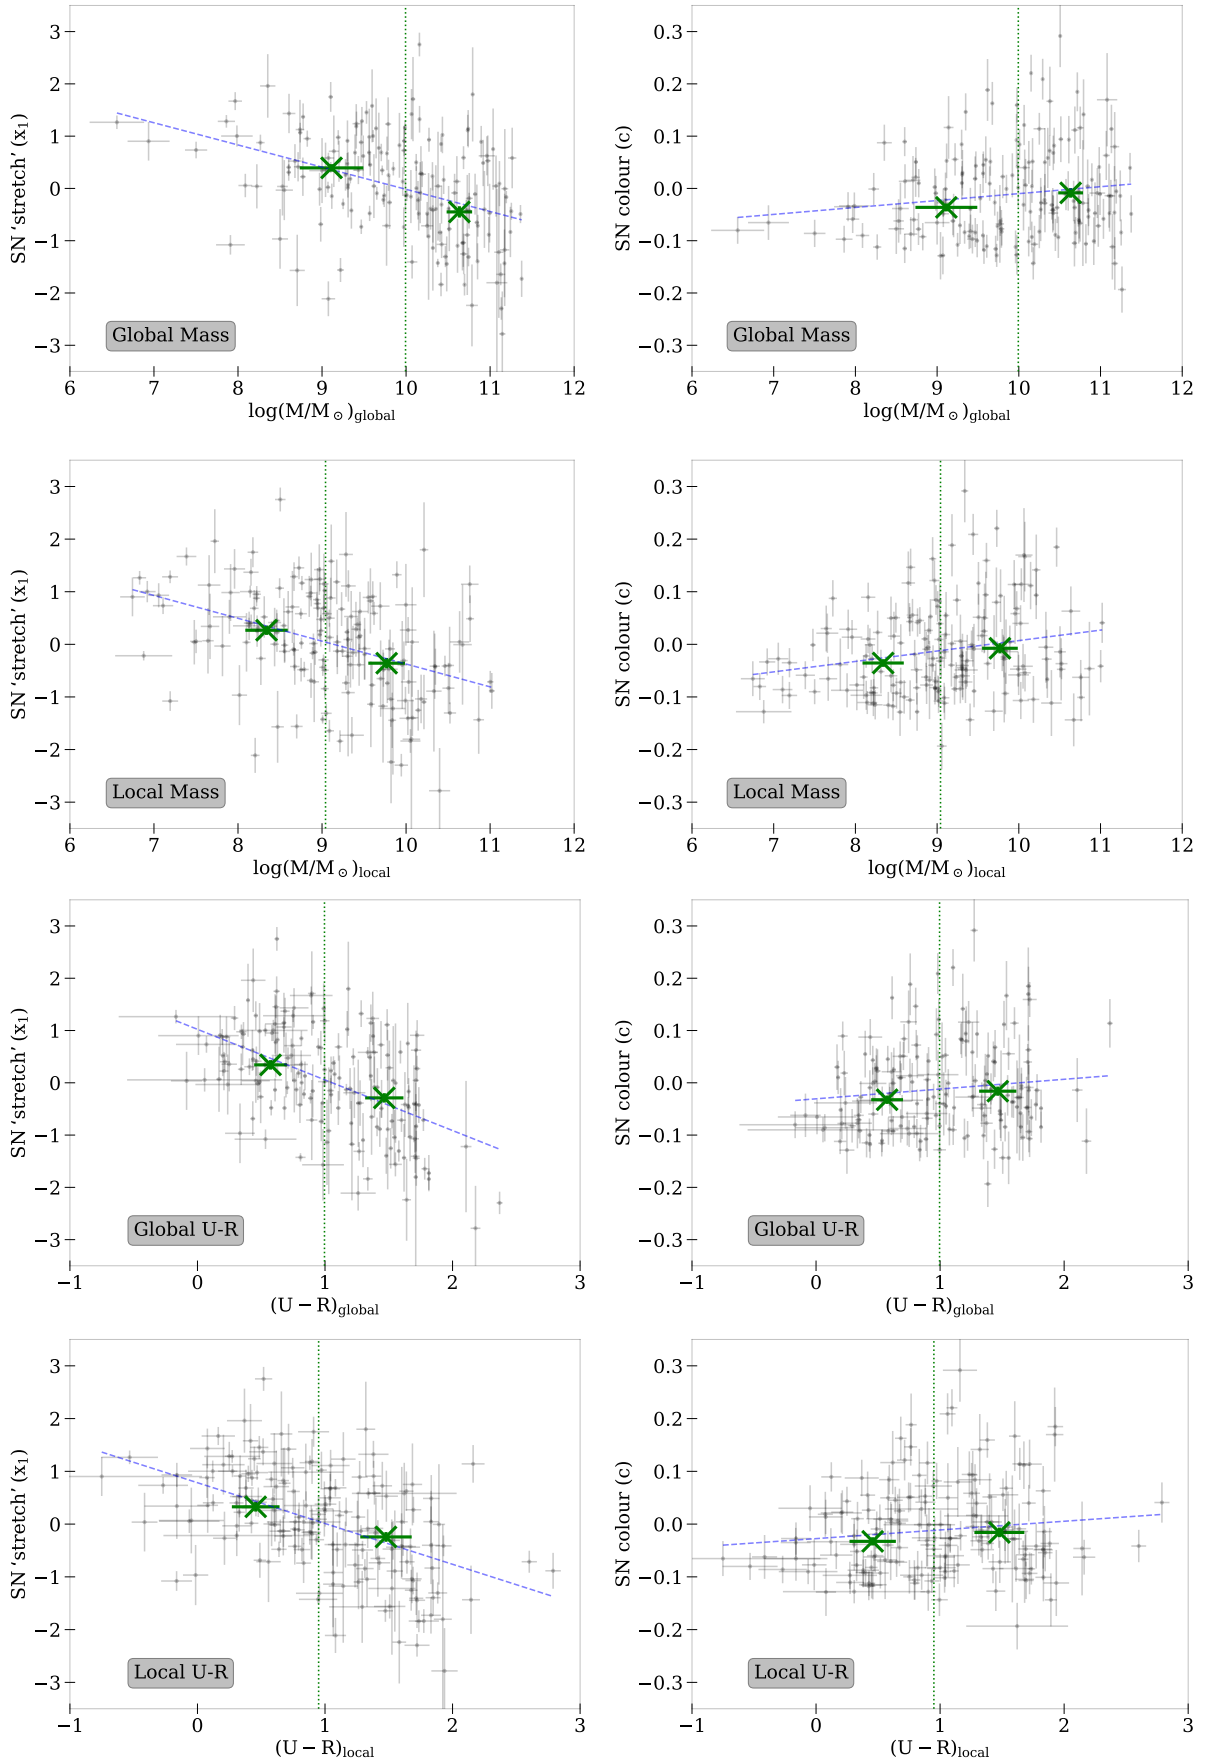 3
2
1
0
−1
−2
−3
SN ‘stretch’ (x₁)
Global Mass
6 7 8 9 10 11 12
log(M/M⊙)global
0.3
0.2
0.1
0.0
−0.1
−0.2
−0.3
SN colour (c)
Global Mass
6 7 8 9 10 11 12
log(M/M⊙)global
3
2
1
0
−1
−2
−3
SN ‘stretch’ (x₁)
Local Mass
6 7 8 9 10 11 12
log(M/M⊙)local
0.3
0.2
0.1
0.0
−0.1
−0.2
−0.3
SN colour (c)
Local Mass
6 7 8 9 10 11 12
log(M/M⊙)local
3
2
1
0
−1
−2
−3
SN ‘stretch’ (x₁)
Global U-R
−1 0 1 2 3
(U − R)global
0.3
0.2
0.1
0.0
−0.1
−0.2
−0.3
SN colour (c)
Global U-R
−1 0 1 2 3
(U − R)global
3
2
1
0
−1
−2
−3
SN ‘stretch’ (x₁)
Local U-R
−1 0 1 2 3
(U − R)local
0.3
0.2
0.1
0.0
−0.1
−0.2
−0.3
SN colour (c)
Local U-R
−1 0 1 2 3
(U − R)local